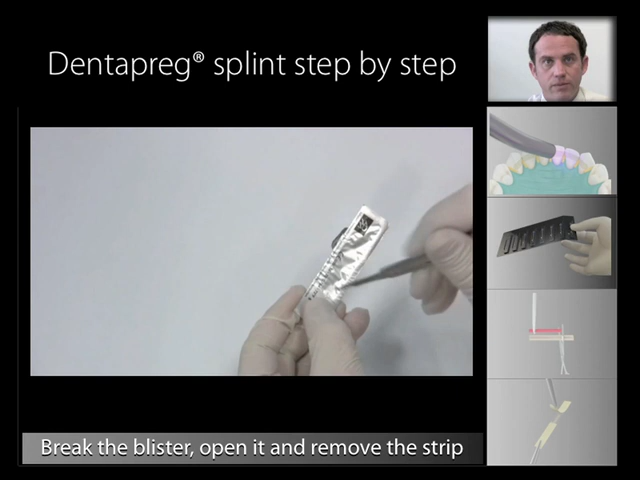 Dentapreg® splint step by step
Break the blister, open it and remove the strip